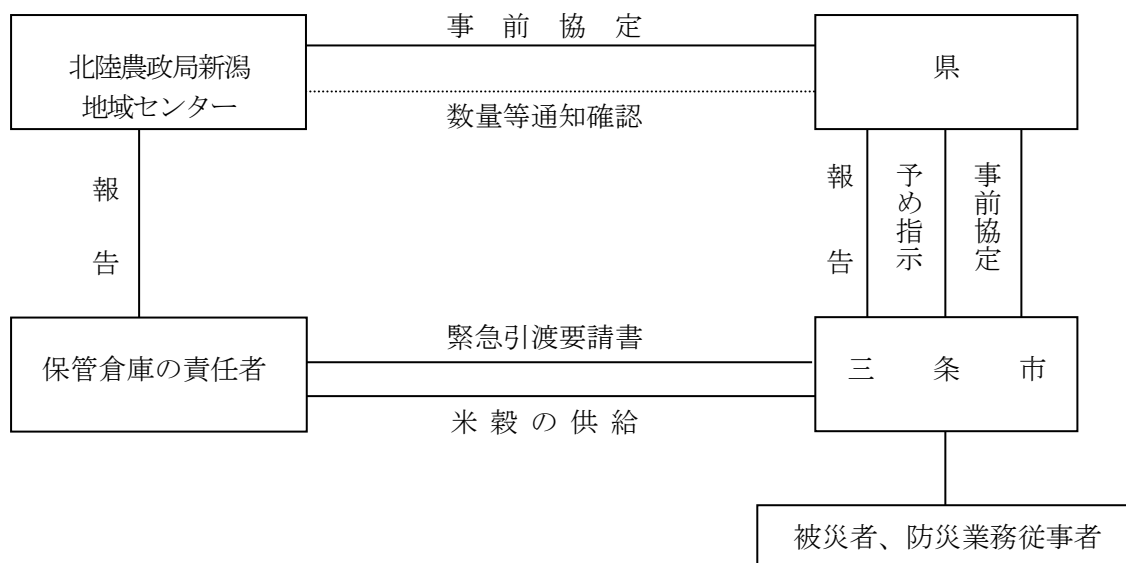 事前協定
北陸農政局新潟
地域センター
県
数量等通知確認
報告
報告
予め指示
事前協定
緊急引渡要請書
保管倉庫の責任者
三条市
米穀の供給
被災者、防災業務従事者